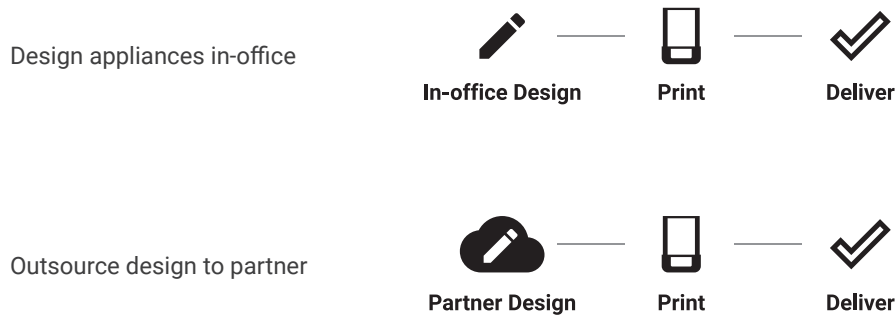 Design appliances in-office
In-office Design
Print
Deliver
Outsource design to partner
Partner Design
Print
Deliver